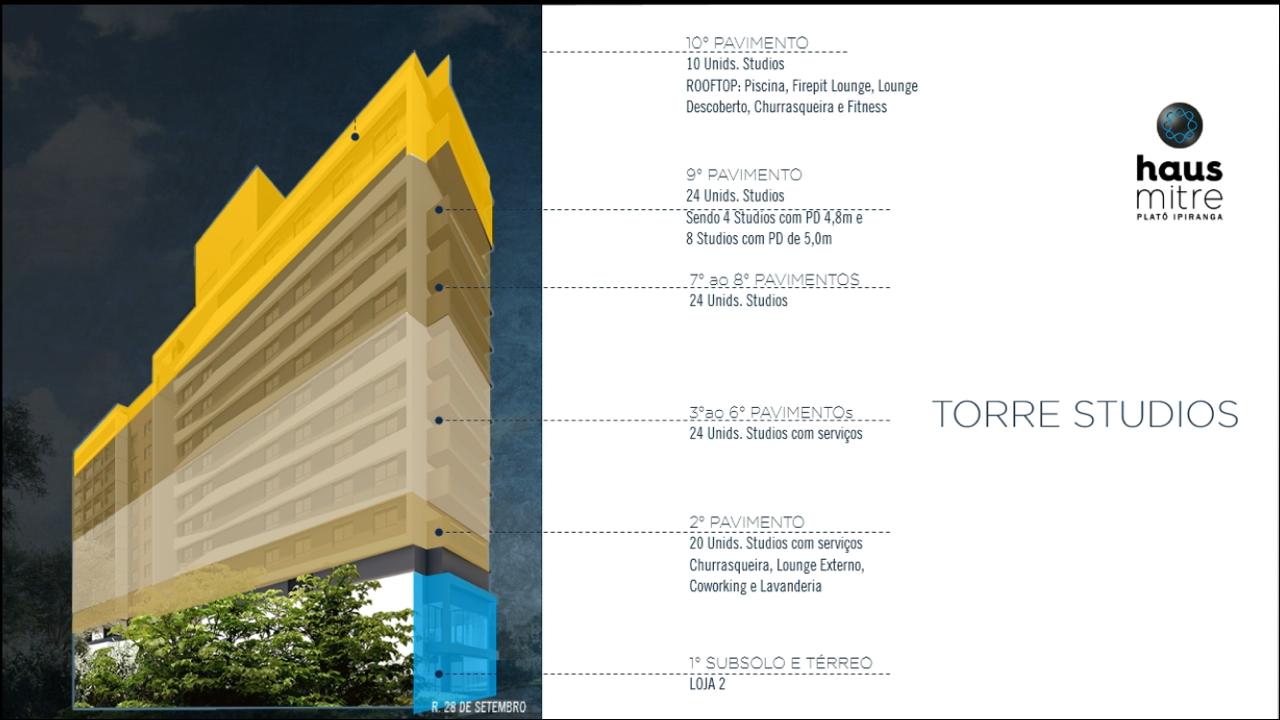 10º PAVIMENTO
10 Unids. Studios
ROOFTOP: Piscina, Firepit Lounge, Lounge
Descoberto, Churrasqueira e Fitness
9º PAVIMENTO
24 Unids. Studios
Sendo 4 Studios com PD 4,8m e
8 Studios com PD de 5,0m
7º ao 8º PAVIMENTOS
24 Unids. Studios
3ºao 6º PAVIMENTOs
24 Unids. Studios com serviços
2º PAVIMENTO
20 Unids. Studios com serviços
Churrasqueira, Lounge Externo,
Coworking e Lavanderia
1º SUBSOLO E TÉRREO
LOJA 2
haus
mitre
PLATÔ IPIRANGA
TORRE STUDIOS
R. 28 DE SETEMBRO